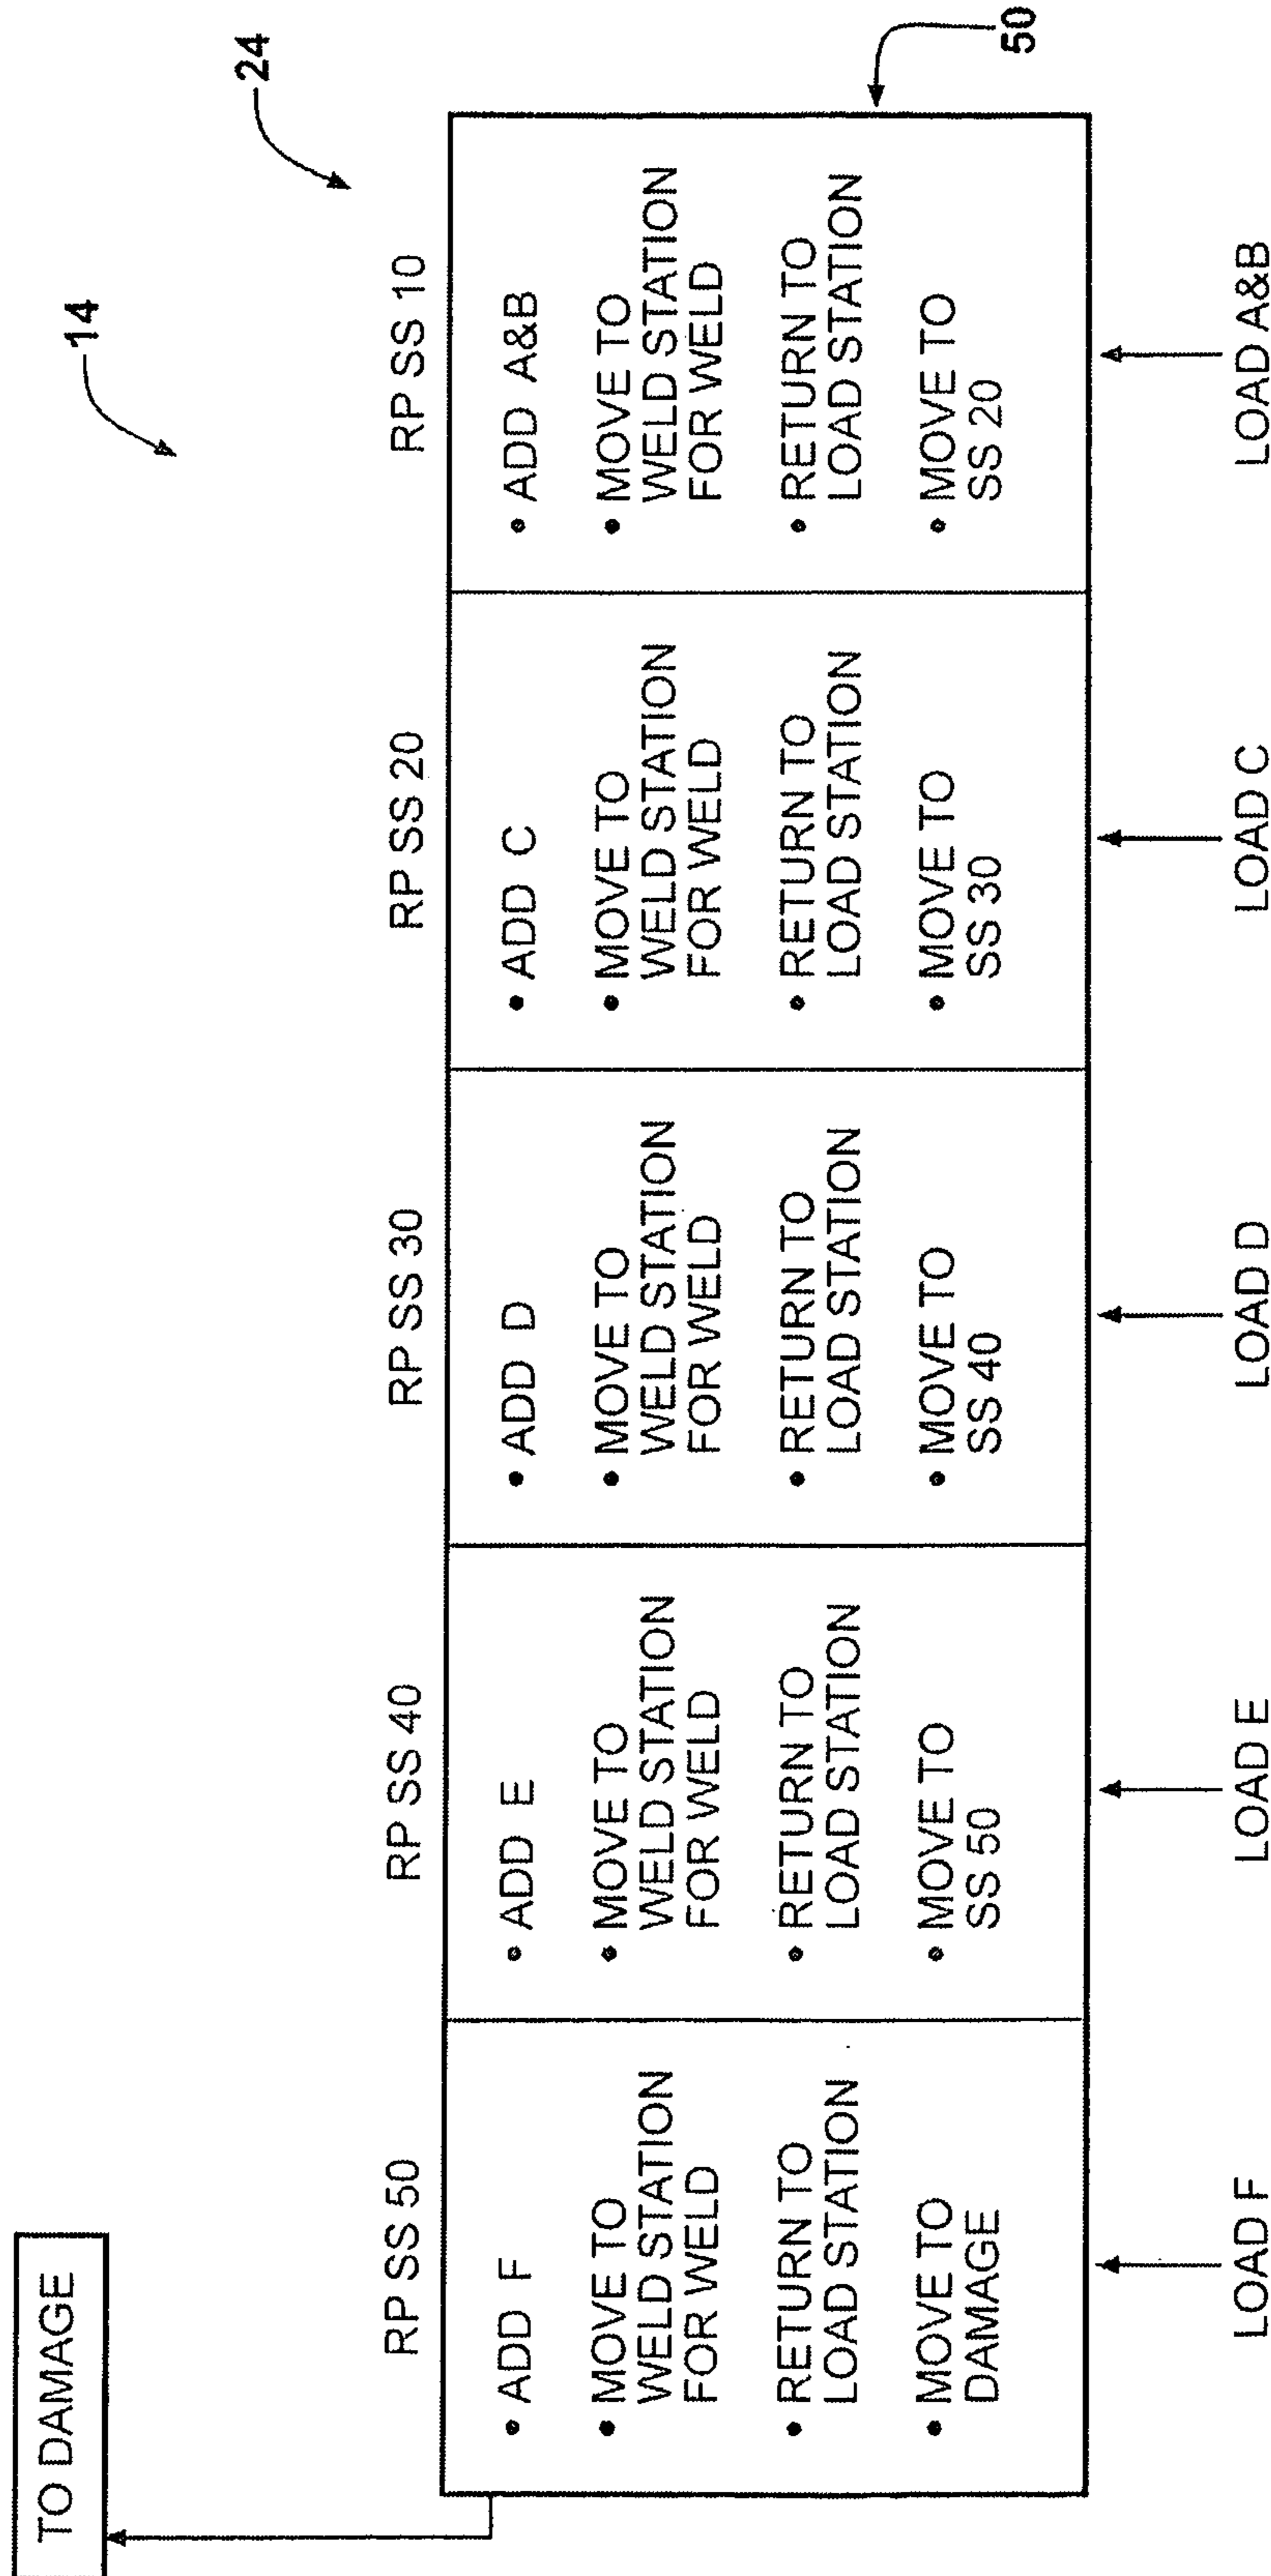 14
24
TO DAMAGE
RP SS 50
• ADD F
• MOVE TO
WELD STATION
FOR WELD
• RETURN TO
LOAD STATION
• MOVE TO
DAMAGE
LOAD F
RP SS 40
• ADD E
• MOVE TO
WELD STATION
FOR WELD
• RETURN TO
LOAD STATION
• MOVE TO
SS 50
LOAD E
RP SS 30
• ADD D
• MOVE TO
WELD STATION
FOR WELD
• RETURN TO
LOAD STATION
• MOVE TO
SS 40
LOAD D
RP SS 20
• ADD C
• MOVE TO
WELD STATION
FOR WELD
• RETURN TO
LOAD STATION
• MOVE TO
SS 30
LOAD C
RP SS 10
• ADD A&B
• MOVE TO
WELD STATION
FOR WELD
• RETURN TO
LOAD STATION
• MOVE TO
SS 20
LOAD A&B
50